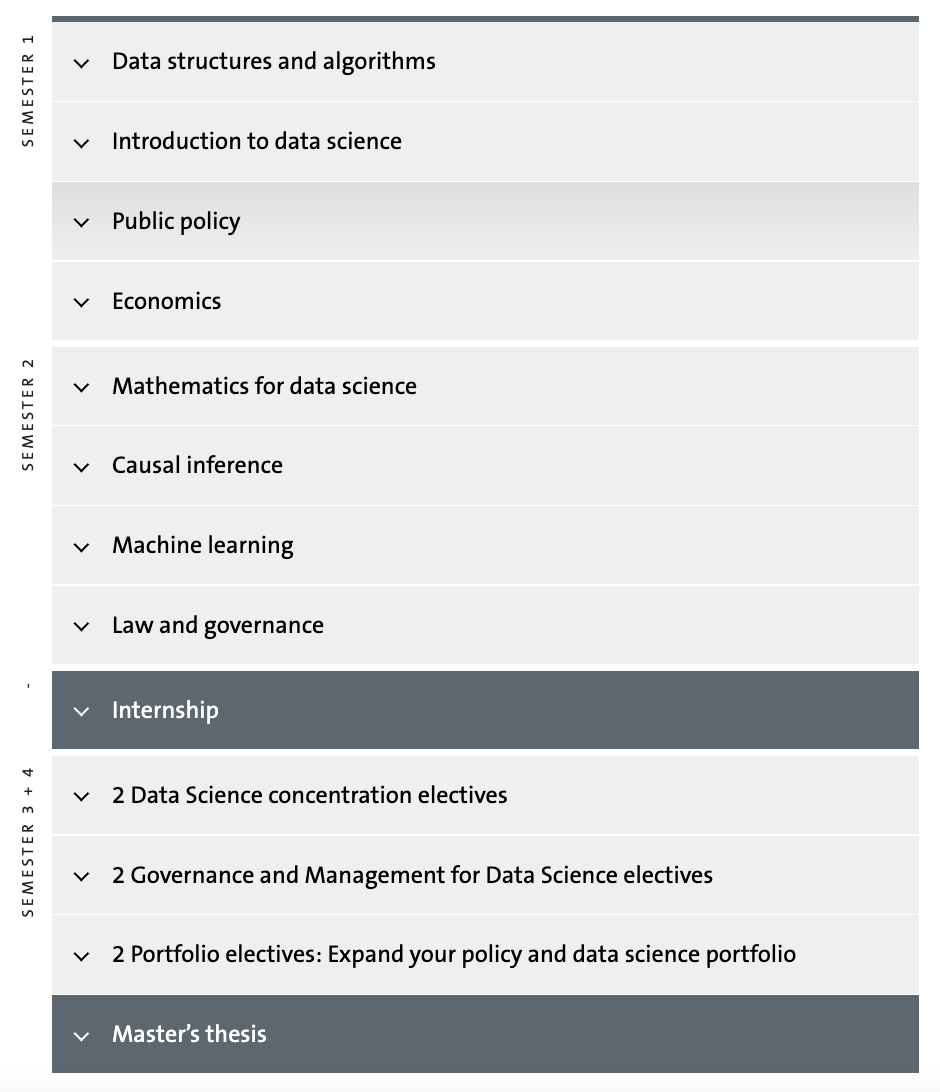 SEMESTER 1
Data structures and algorithms
Introduction to data science
Public policy
Economics
SEMESTER 2
Mathematics for data science
Causal inference
Machine learning
Law and governance
-
Internship
SEMESTER 3 + 4
2 Data Science concentration electives
2 Governance and Management for Data Science electives
2 Portfolio electives: Expand your policy and data science portfolio
Master’s thesis